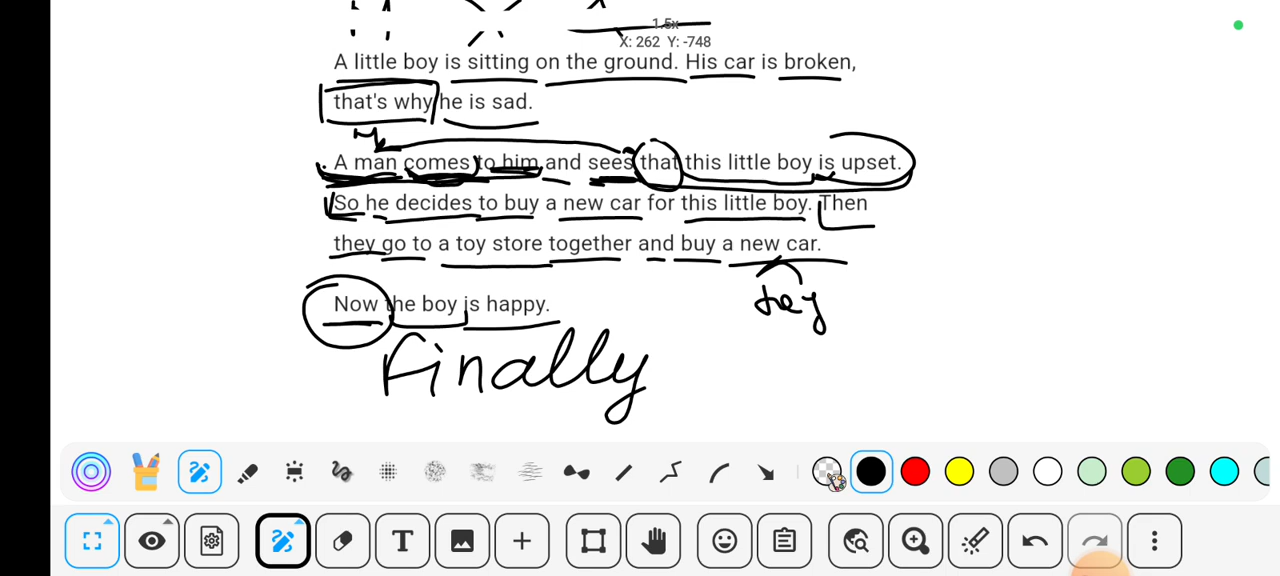 1.5x
X: 262 Y: -748
A little boy is sitting on the ground. His car is broken,
that's why he is sad.
A man comes to him and sees that this little boy is upset.
So he decides to buy a new car for this little boy. Then
they go to a toy store together and buy a new car.
Now the boy is happy.
Finally